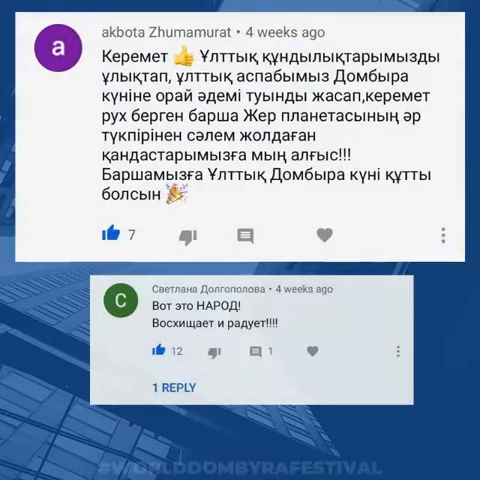 akbota Zhumamurat • 4 weeks ago
Керемет 👍 Ұлттық құндылықтарымызды
ұлықтап, ұлттық аспабымыз Домбыра
күніне орай әдемі туынды жасап,керемет
рух берген барша Жер планетасының әр
түкпірінен сәлем жолдаған
қандастарымызға мың алғыс!!!
Баршамызға Ұлттық Домбыра күні құтты
болсын 🎉
7
Светлана Долгополова • 4 weeks ago
Вот это НАРОД!
Восхищает и радует!!!!
12 1
1 REPLY
#WORLDDOMBYRAFESTIVAL